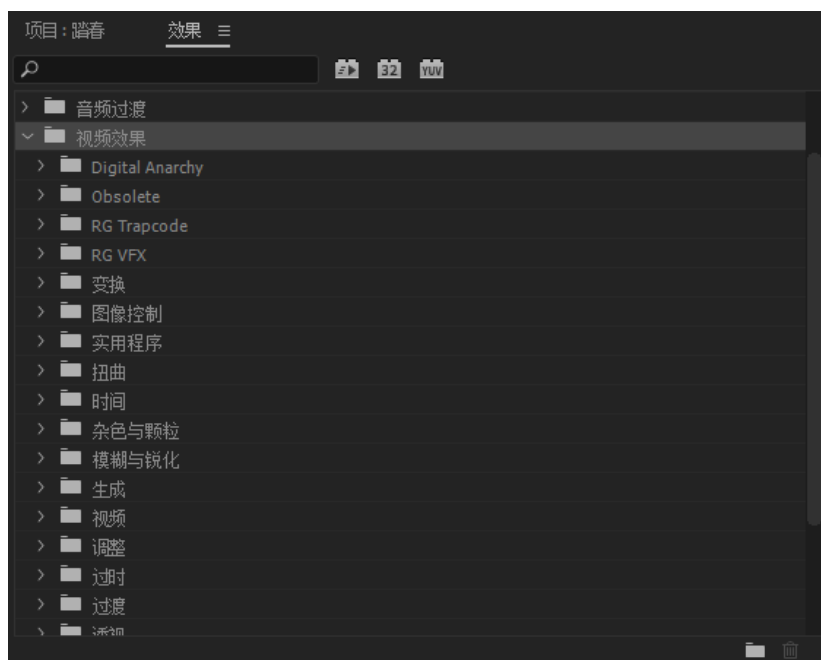 项目:踏春 效果
32 YUV
音频过渡
视频效果
Digital Anarchy
Obsolete
RG Trapcode
RG VFX
变换
图像控制
实用程序
扭曲
时间
杂色与颗粒
模糊与锐化
生成
视频
调整
过时
过渡
透视